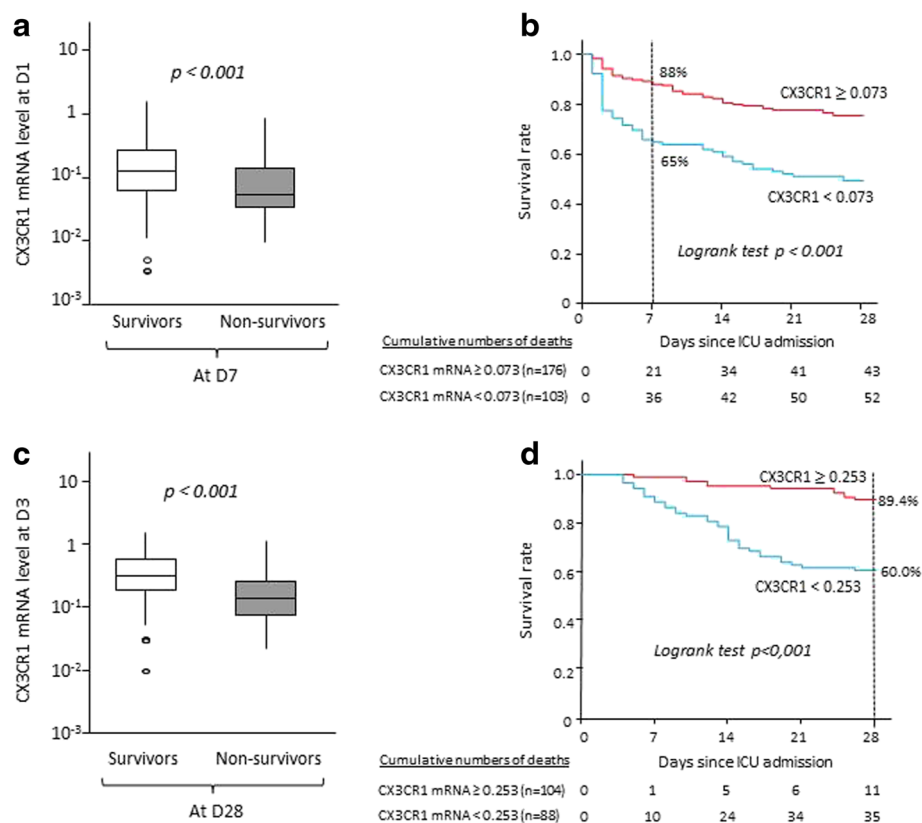 a
CX3CR1 mRNA level at D1
10
1
10-1
10-2
10-3
p < 0.001
Survivors Non-survivors
At D7
b
Survival rate
1.0
0.8
0.6
0.4
0.2
0
88%
65%
CX3CR1 ≥ 0.073
CX3CR1 < 0.073
Logrank test p < 0.001
0 7 14 21 28
Days since ICU admission
Cumulative numbers of deaths
CX3CR1 mRNA ≥ 0.073 (n=176) 0 21 34 41 43
CX3CR1 mRNA < 0.073 (n=103) 0 36 42 50 52
c
CX3CR1 mRNA level at D3
10
1
10-1
10-2
10-3
p < 0.001
Survivors Non-survivors
At D28
d
Survival rate
1.0
0.8
0.6
0.4
0.2
0
CX3CR1 ≥ 0.253
89.4%
60.0%
CX3CR1 < 0.253
Logrank test p<0,001
0 7 14 21 28
Days since ICU admission
Cumulative numbers of deaths
CX3CR1 mRNA ≥ 0.253 (n=104) 0 1 5 6 11
CX3CR1 mRNA < 0.253 (n=88) 0 10 24 34 35